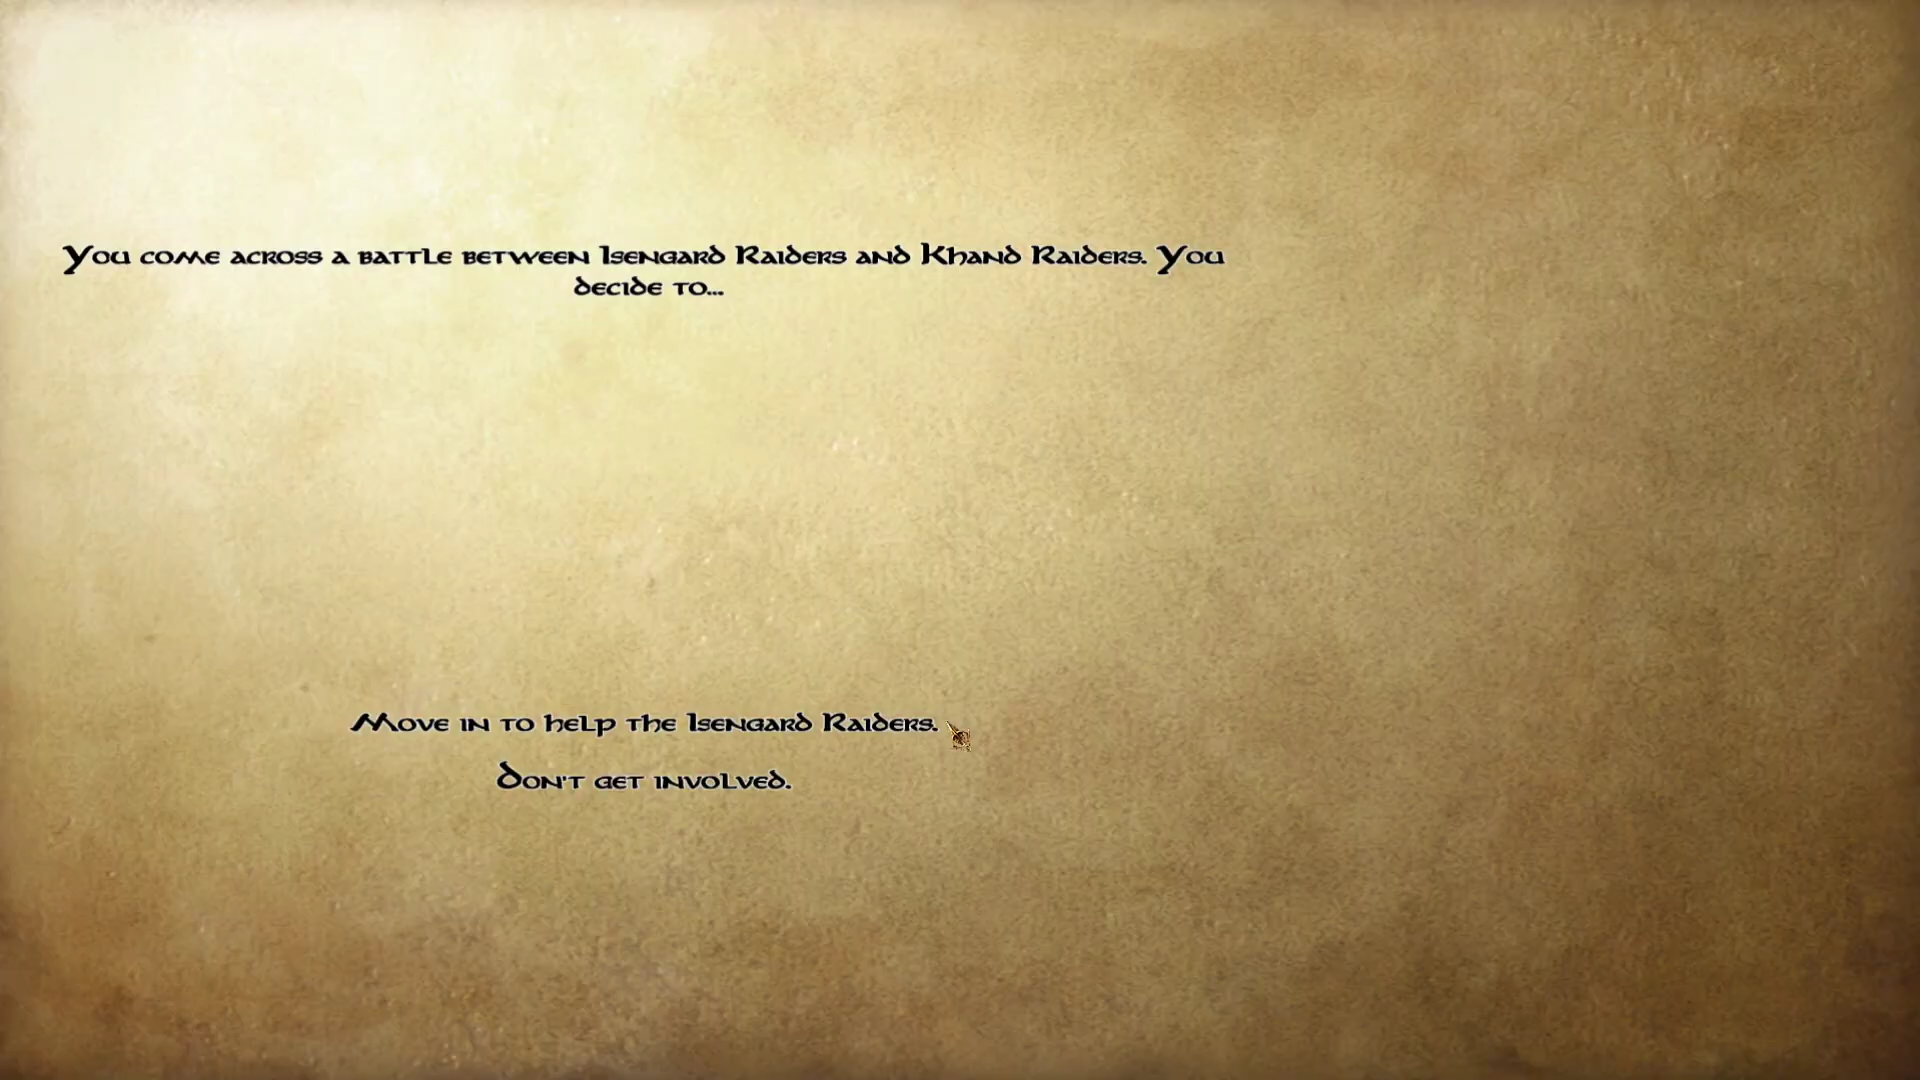 You come across a battle between Isengard Raiders and Khand Raiders. You
decide to...
Move in to help the Isengard Raiders.
Don't get involved.